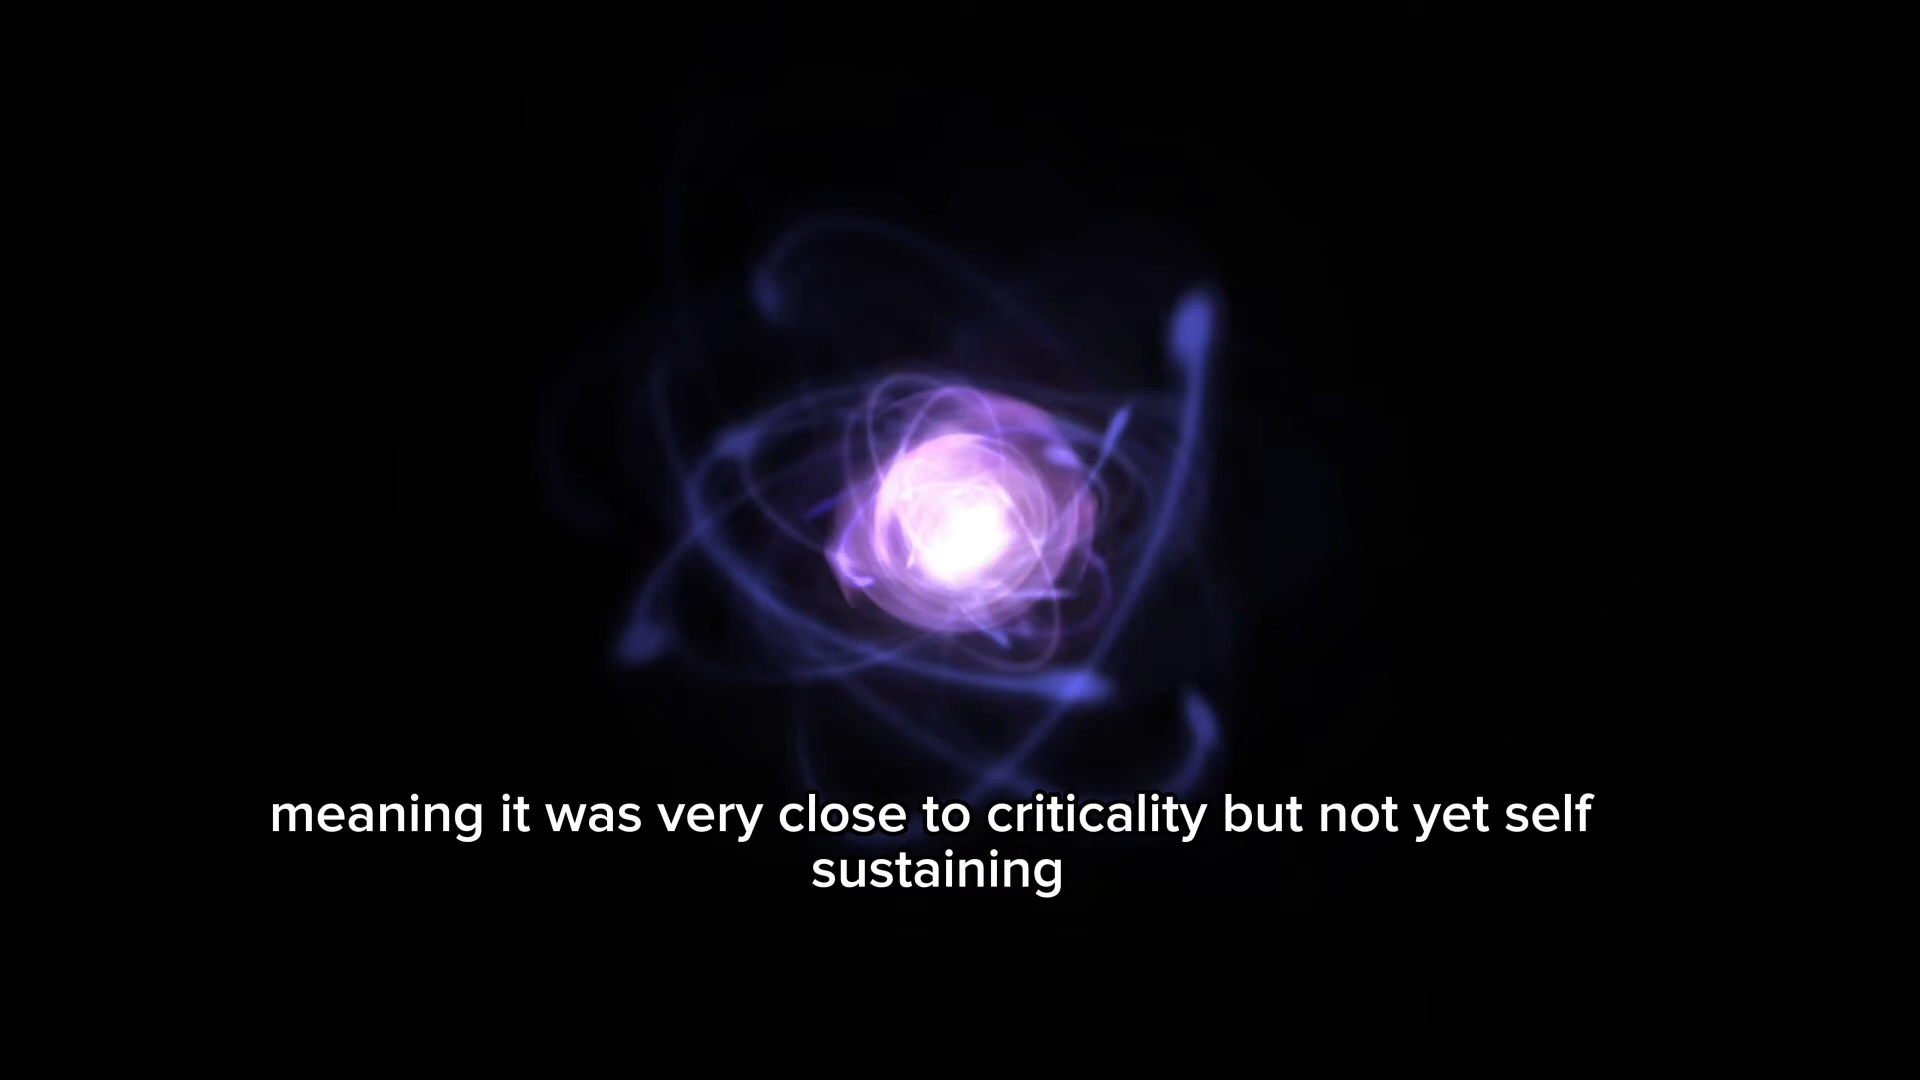 meaning it was very close to criticality but not yet self
sustaining